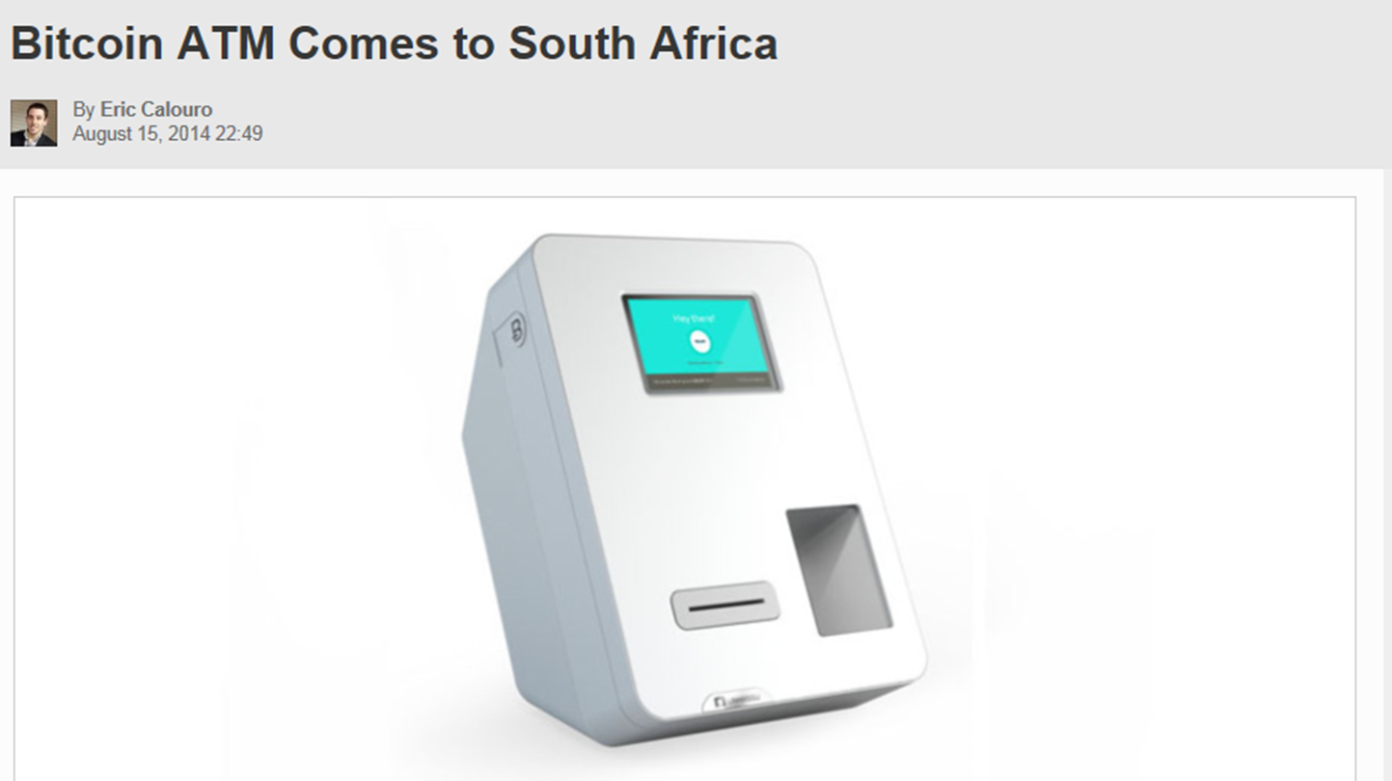 Bitcoin ATM Comes to South Africa
By Eric Calouro
August 15, 2014 22:49
Hey there!